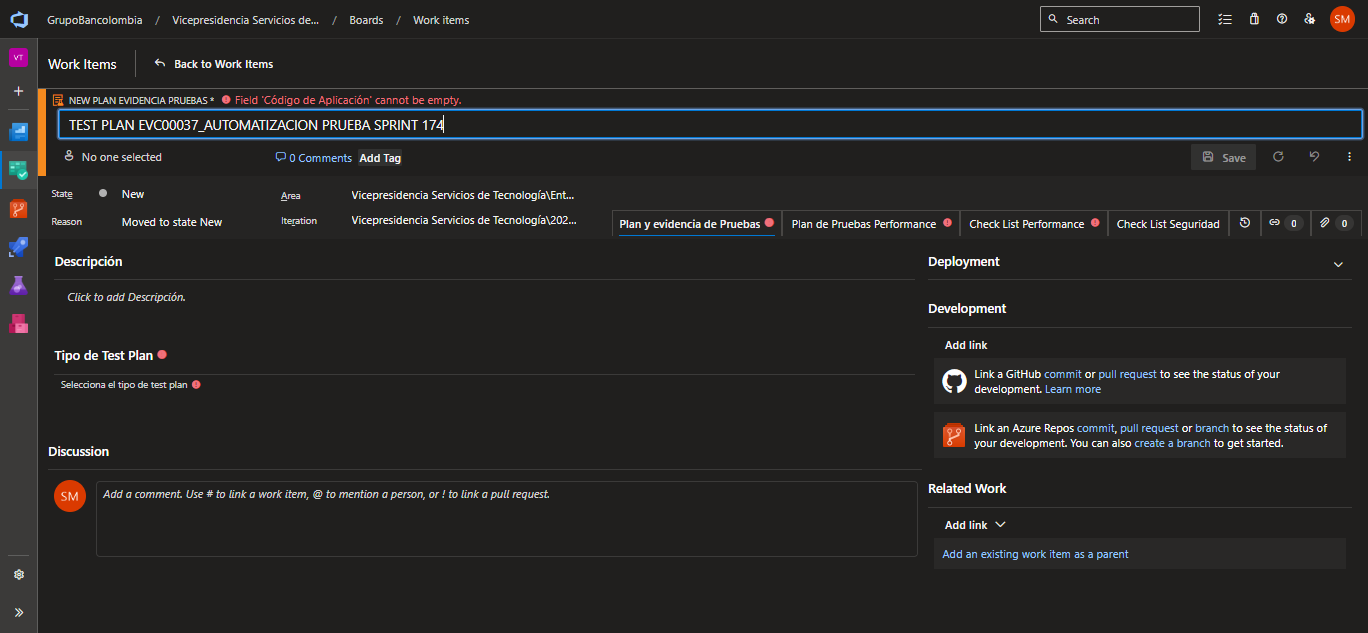 GrupoBancolombia / Vicepresidencia Servicios de... / Boards / Work items
Search
SM
VT
Work Items
Back to Work Items
NEW PLAN EVIDENCIA PRUEBAS * Field 'Código de Aplicación' cannot be empty.
TEST PLAN EVC00037_AUTOMATIZACION PRUEBA SPRINT 174
No one selected
0 Comments
Add Tag
Save
State New
Area Vicepresidencia Servicios de Tecnología\Ent...
Reason Moved to state New
Iteration Vicepresidencia Servicios de Tecnología\202...
Plan y evidencia de Pruebas
Plan de Pruebas Performance
Check List Performance
Check List Seguridad
0
0
Descripción
Click to add Descripción.
Tipo de Test Plan
Selecciona el tipo de test plan
Discussion
SM
Add a comment. Use # to link a work item, @ to mention a person, or ! to link a pull request.
Deployment
Development
Add link
Link a GitHub commit or pull request to see the status of your
development. Learn more
Link an Azure Repos commit, pull request or branch to see the status of
your development. You can also create a branch to get started.
Related Work
Add link
Add an existing work item as a parent